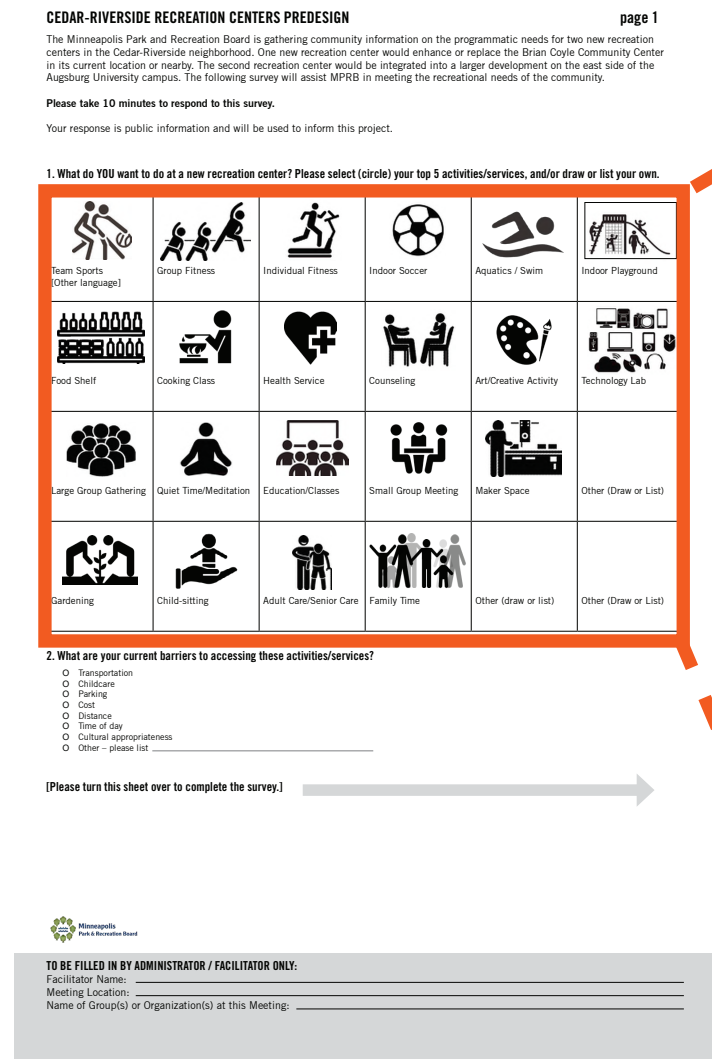 CEDAR-RIVERSIDE RECREATION CENTERS PREDESIGN page 1
The Minneapolis Park and Recreation Board is gathering community information on the programmatic needs for two new recreation
centers in the Cedar-Riverside neighborhood. One new recreation center would enhance or replace the Brian Coyle Community Center
in its current location or nearby. The second recreation center would be integrated into a larger development on the east side of the
Augsburg University campus. The following survey will assist MPRB in meeting the recreational needs of the community.
Please take 10 minutes to respond to this survey.
Your response is public information and will be used to inform this project.
1. What do YOU want to do at a new recreation center? Please select (circle) your top 5 activities/services, and/or draw or list your own.
Team Sports
[Other language]
Group Fitness
Individual Fitness
Indoor Soccer
Aquatics / Swim
Indoor Playground
Food Shelf
Cooking Class
Health Service
Counseling
Art/Creative Activity
Technology Lab
Large Group Gathering
Quiet Time/Meditation
Education/Classes
Small Group Meeting
Maker Space
Other (Draw or List)
Gardening
Child-sitting
Adult Care/Senior Care
Family Time
Other (draw or list)
Other (Draw or List)
2. What are your current barriers to accessing these activities/services?
O Transportation
O Childcare
O Parking
O Cost
O Distance
O Time of day
O Cultural appropriateness
O Other – please list
[Please turn this sheet over to complete the survey.]
Minneapolis
Park & Recreation Board
TO BE FILLED IN BY ADMINISTRATOR / FACILITATOR ONLY:
Facilitator Name:
Meeting Location:
Name of Group(s) or Organization(s) at this Meeting: